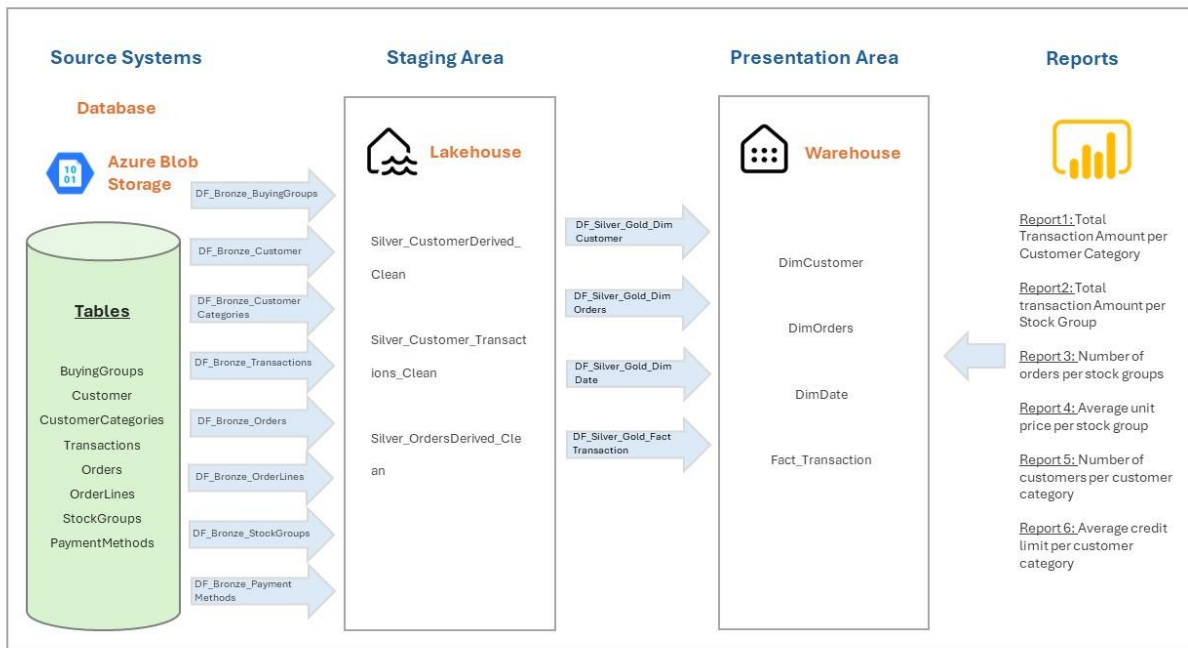 Source Systems
Staging Area
Presentation Area
Reports
Database
Azure Blob
Storage
10
01
Tables
BuyingGroups
Customer
CustomerCategories
Transactions
Orders
OrderLines
StockGroups
PaymentMethods
DF_Bronze_BuyingGroups
DF_Bronze_Customer
DF_Bronze_Customer
Categories
DF_Bronze_Transactions
DF_Bronze_Orders
DF_Bronze_OrderLines
DF_Bronze_StockGroups
DF_Bronze_Payment
Methods
Lakehouse
Silver_CustomerDerived_
Clean
Silver_Customer_Transact
ions_Clean
Silver_OrdersDerived_Cle
an
DF_Silver_Gold_Dim
Customer
DF_Silver_Gold_Dim
Orders
DF_Silver_Gold_Dim
Date
DF_Silver_Gold_Fact
Transaction
Warehouse
DimCustomer
DimOrders
DimDate
Fact_Transaction
Report1: Total
Transaction Amount per
Customer Category
Report2: Total
transaction Amount per
Stock Group
Report 3: Number of
orders per stock groups
Report 4: Average unit
price per stock group
Report 5: Number of
customers per customer
category
Report 6: Average credit
limit per customer
category